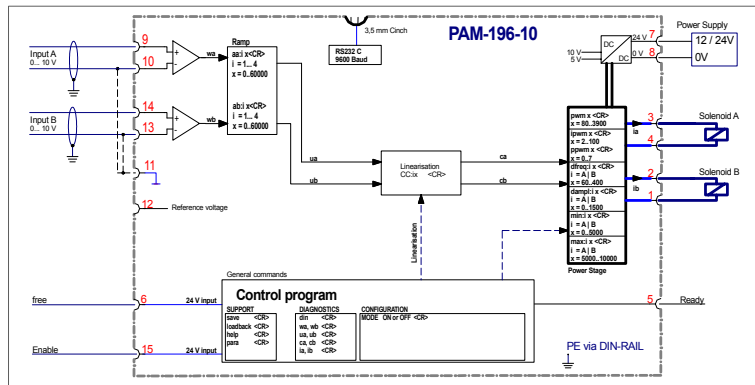 3,5 mm Cinch
PAM-196-10
Power Supply
Input A
0... 10 V
9
10
wa
Ramp
aa:i x<CR>
i = 1... 4
x = 0..60000
ab:i x<CR>
i = 1... 4
x = 0..60000
RS232 C
9600 Baud
10 V
5 V
DC
DC
24 V
0 V
7
8
12 / 24V
0V
Input B
0... 10 V
14
13
wb
11
12
Reference voltage
ua
ub
Linearisation
CC:ix <CR>
ca
cb
Linearisation
pwm x <CR>
x = 80..3900
ipwm x <CR>
x = 2..100
ppwm x <CR>
x = 0..7
dfreq:i x <CR>
i = A | B
x = 60..400
dampl:i x <CR>
i = A | B
x = 0..1500
min:i x <CR>
i = A | B
x = 0..5000
max:i x <CR>
i = A | B
x = 5000..10000
Power Stage
ia
ib
3
4
2
1
Solenoid A
Solenoid B
General commands
Control program
free
6
24 V input
Enable
15
24 V input
SUPPORT
save <CR>
loadback <CR>
help <CR>
para <CR>
DIAGNOSTICS
din <CR>
wa, wb <CR>
ua, ub <CR>
ca, cb <CR>
ia, ib <CR>
CONFIGURATION
MODE ON or OFF <CR>
5
Ready
PE via DIN-RAIL